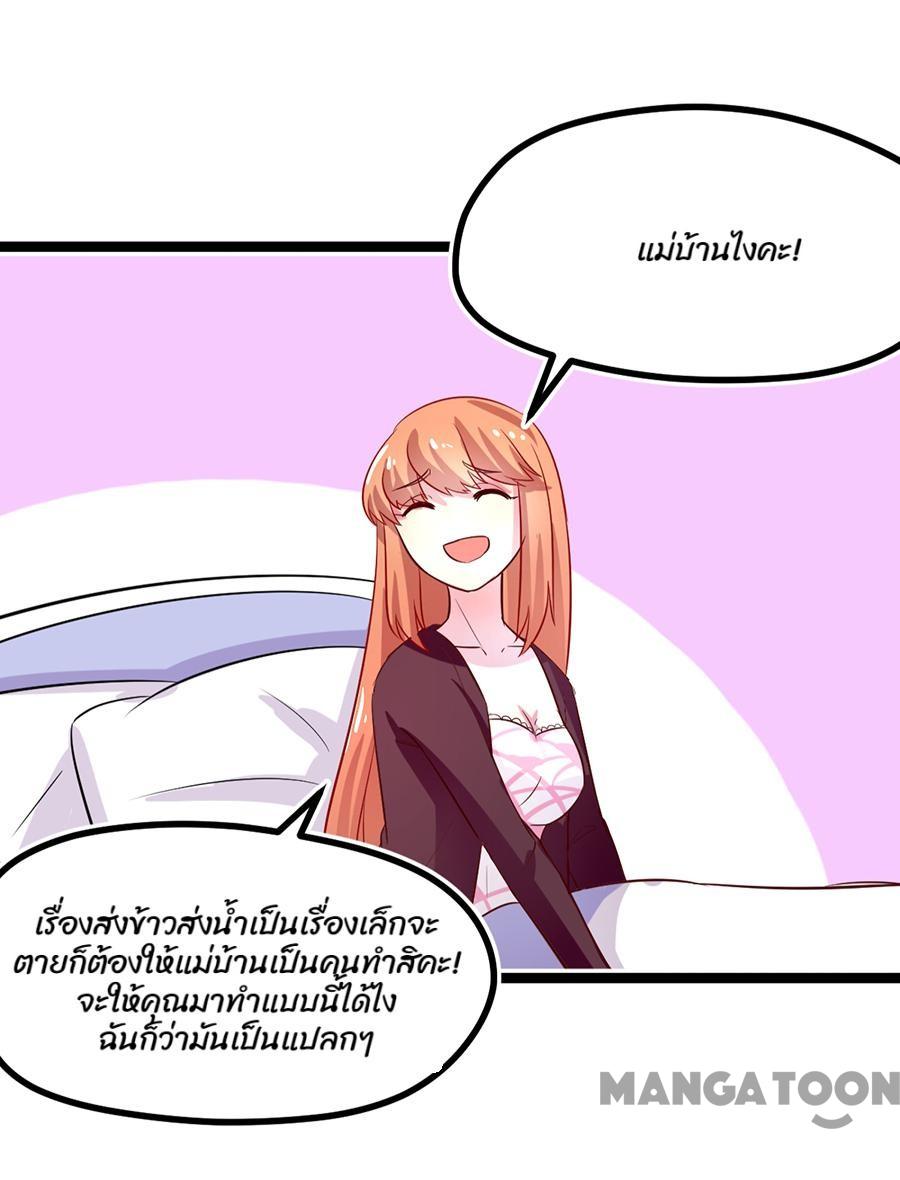 แม่บ้านไงคะ!
เรื่องส่งข้าวส่งน้ำเป็นเรื่องเล็กจะ
ตายก็ต้องให้แม่บ้านเป็นคนทำสิคะ!
จะให้คุณมาทำแบบนี้ได้ไง
ฉันก็ว่ามันเป็นแปลกๆ
MANGATOON